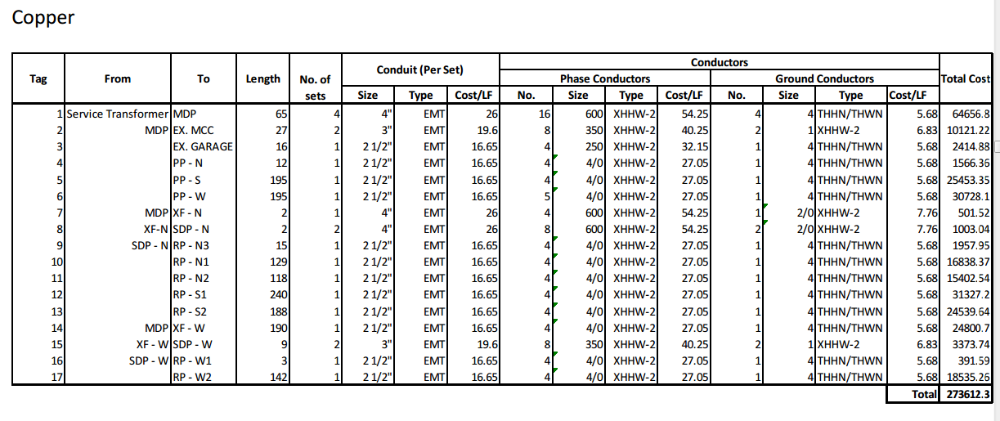 Copper
Tag From To Length No. of sets Conduit (Per Set) Conductors Total Cost
Phase Conductors Ground Conductors
Size Type Cost/LF No. Size Type Cost/LF No. Size Type Cost/LF
1 Service Transformer MDP 65 4 4" EMT 26 16 600 XHHW-2 54.25 4 4 THHN/THWN 5.68 64656.8
2 MDP EX. MCC 27 2 3" EMT 19.6 8 350 XHHW-2 40.25 2 1 XHHW-2 6.83 10121.22
3 EX. GARAGE 16 1 2 1/2" EMT 16.65 4 250 XHHW-2 32.15 1 4 THHN/THWN 5.68 2414.88
4 PP - N 12 1 2 1/2" EMT 16.65 4 4/0 XHHW-2 27.05 1 4 THHN/THWN 5.68 1566.36
5 PP - S 195 1 2 1/2" EMT 16.65 4 4/0 XHHW-2 27.05 1 4 THHN/THWN 5.68 25453.35
6 PP - W 195 1 2 1/2" EMT 16.65 5 4/0 XHHW-2 27.05 1 4 THHN/THWN 5.68 30728.1
7 MDP XF - N 2 1 4" EMT 26 4 600 XHHW-2 54.25 1 2/0 XHHW-2 7.76 501.52
8 XF-N SDP - N 2 2 4" EMT 26 8 600 XHHW-2 54.25 2 2/0 XHHW-2 7.76 1003.04
9 SDP - N RP - N3 15 1 2 1/2" EMT 16.65 4 4/0 XHHW-2 27.05 1 4 THHN/THWN 5.68 1957.95
10 RP - N1 129 1 2 1/2" EMT 16.65 4 4/0 XHHW-2 27.05 1 4 THHN/THWN 5.68 16838.37
11 RP - N2 118 1 2 1/2" EMT 16.65 4 4/0 XHHW-2 27.05 1 4 THHN/THWN 5.68 15402.54
12 RP - S1 240 1 2 1/2" EMT 16.65 4 4/0 XHHW-2 27.05 1 4 THHN/THWN 5.68 31327.2
13 RP - S2 188 1 2 1/2" EMT 16.65 4 4/0 XHHW-2 27.05 1 4 THHN/THWN 5.68 24539.64
14 MDP XF - W 190 1 2 1/2" EMT 16.65 4 4/0 XHHW-2 27.05 1 4 THHN/THWN 5.68 24800.7
15 XF - W SDP - W 9 2 3" EMT 19.6 8 350 XHHW-2 40.25 2 1 XHHW-2 6.83 3373.74
16 SDP - W RP - W1 3 1 2 1/2" EMT 16.65 4 4/0 XHHW-2 27.05 1 4 THHN/THWN 5.68 391.59
17 RP - W2 142 1 2 1/2" EMT 16.65 4 4/0 XHHW-2 27.05 1 4 THHN/THWN 5.68 18535.26
Total 273612.3